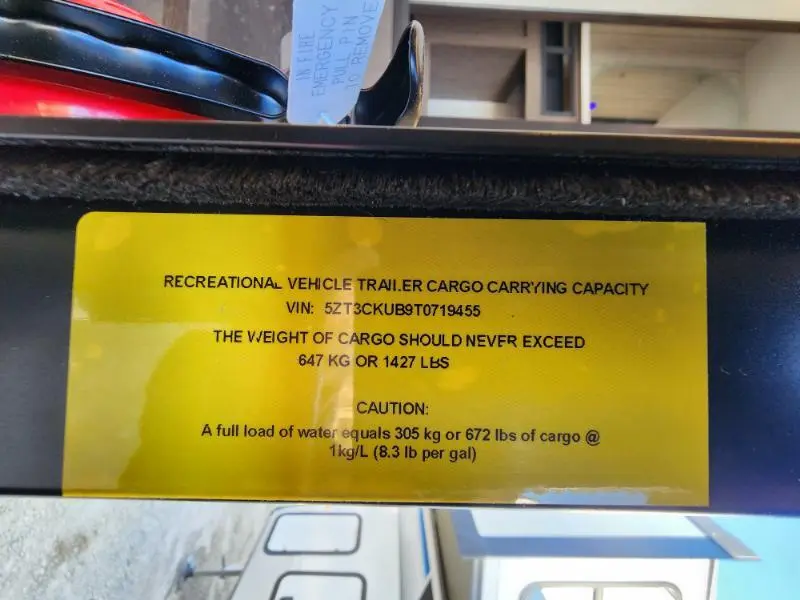 IN FIRE
EMERGENCY
PULL PIN
TO REMOVE
RECREATIONAL VEHICLE TRAILER CARGO CARRYING CAPACITY
VIN: 5ZT3CKUB9T0719455
THE WEIGHT OF CARGO SHOULD NEVER EXCEED
647 KG OR 1427 LBS
CAUTION:
A full load of water equals 305 kg or 672 lbs of cargo @
1kg/L (8.3 lb per gal)